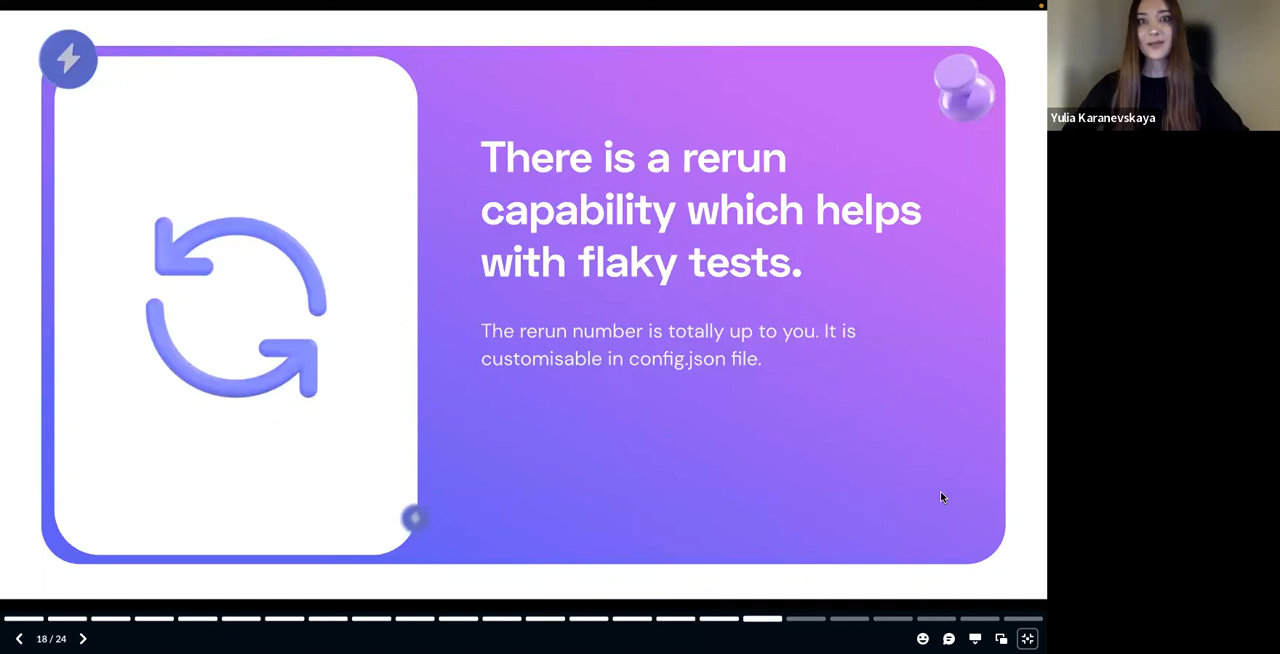 There is a rerun
capability which helps
with flaky tests.
The rerun number is totally up to you. It is
customisable in config.json file.
Yulia Karanevskaya
18 / 24